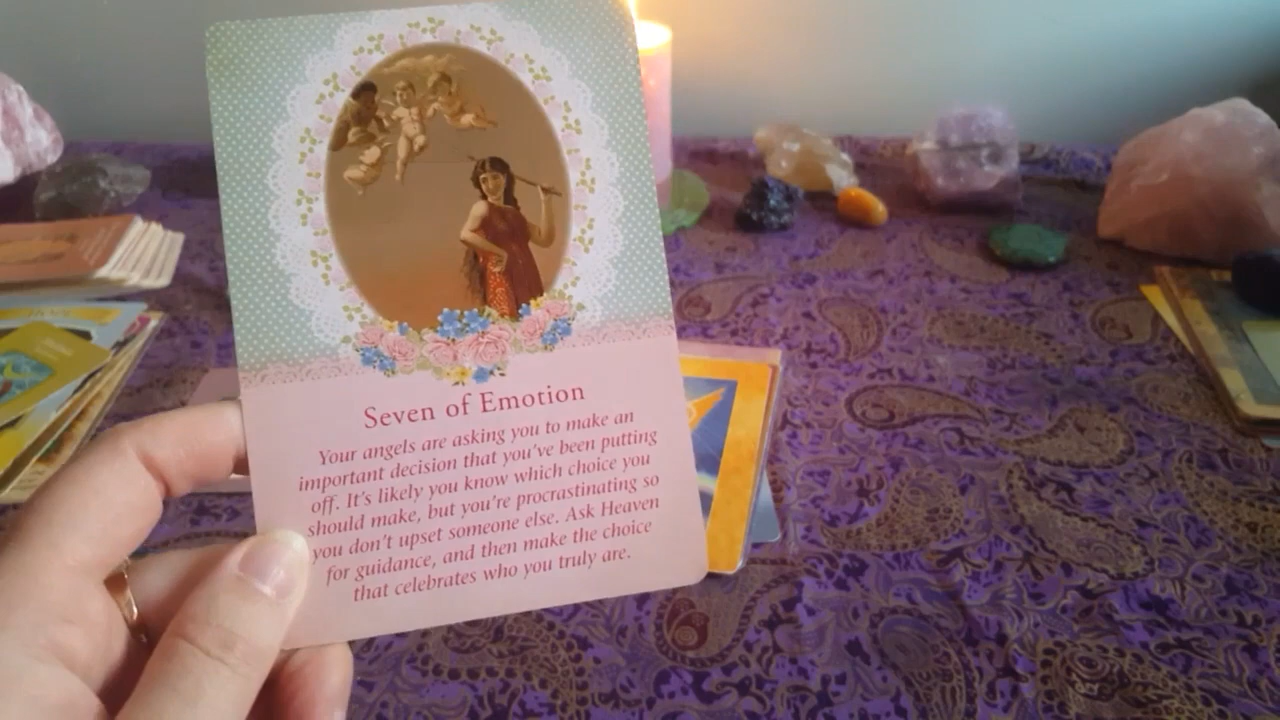 Seven of Emotion
Your angels are asking you to make an
important decision that you've been putting
off. It's likely you know which choice you
should make, but you're procrastinating so
you don't upset someone else. Ask Heaven
for guidance, and then make the choice
that celebrates who you truly are.